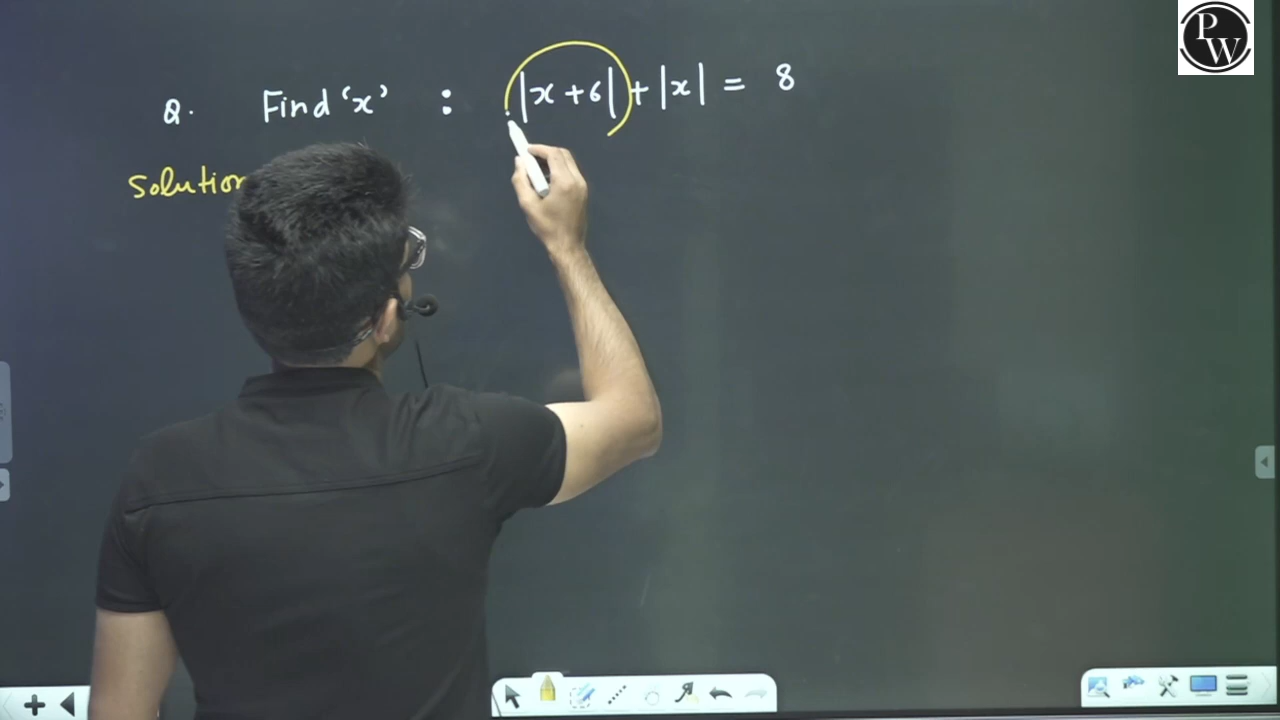 PW
Q. Find 'x' : |x+6| + |x| = 8
Solution